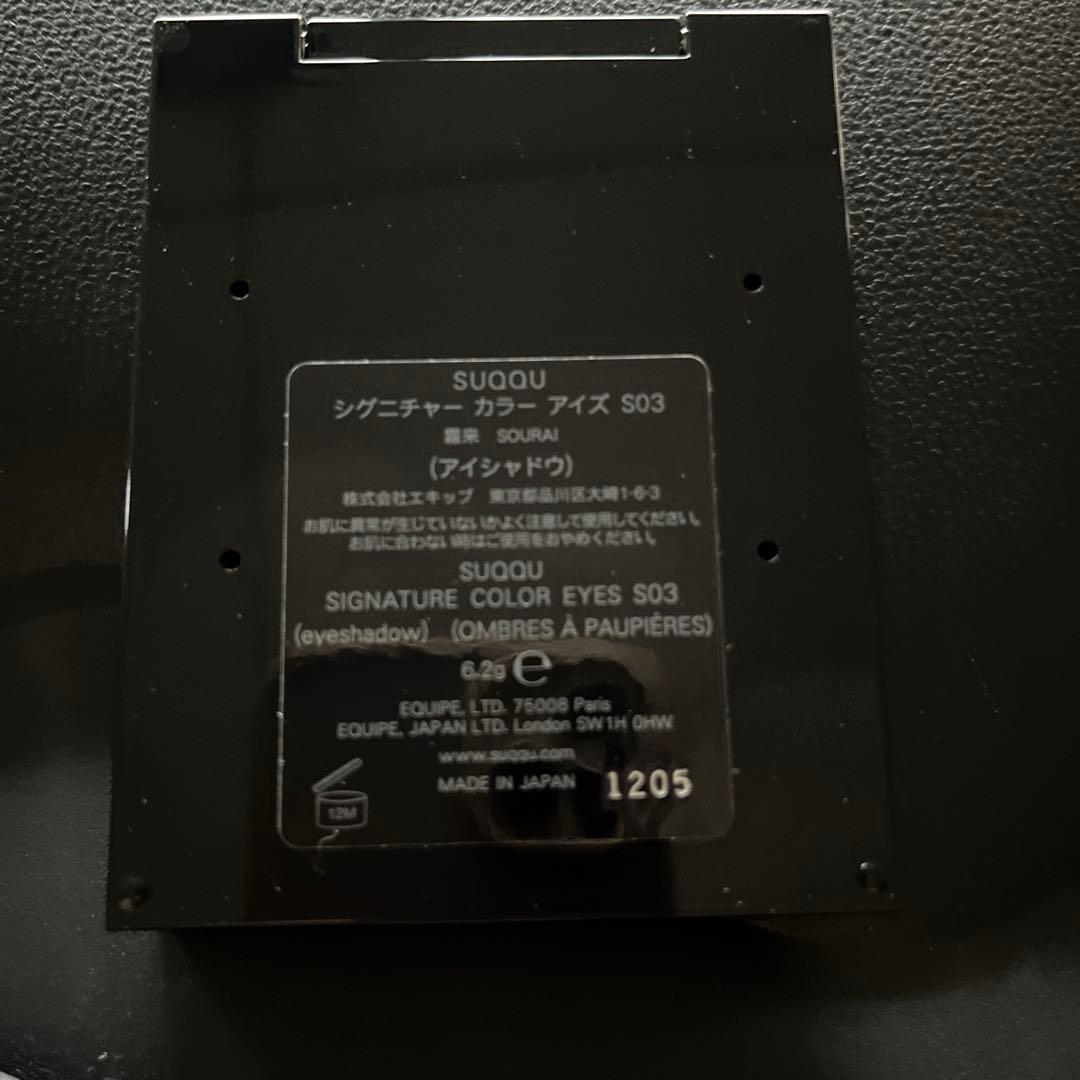 SUQQU
シグニチャー カラー アイズ S03
霜来 SOURAI
(アイシャドウ)
株式会社エキップ 東京都品川区大崎1-6-3
お肌に異常が生じていないかよく注意して使用してください。
お肌に合わない時はご使用をおやめください。
SUQQU
SIGNATURE COLOR EYES S03
(eyeshadow) (OMBRES À PAUPIÈRES)
6.2g ℮
EQUIPE, LTD. 75008 Paris
EQUIPE, JAPAN LTD. London SW1H 0HW
www.suqqu.com
MADE IN JAPAN 1205
12M